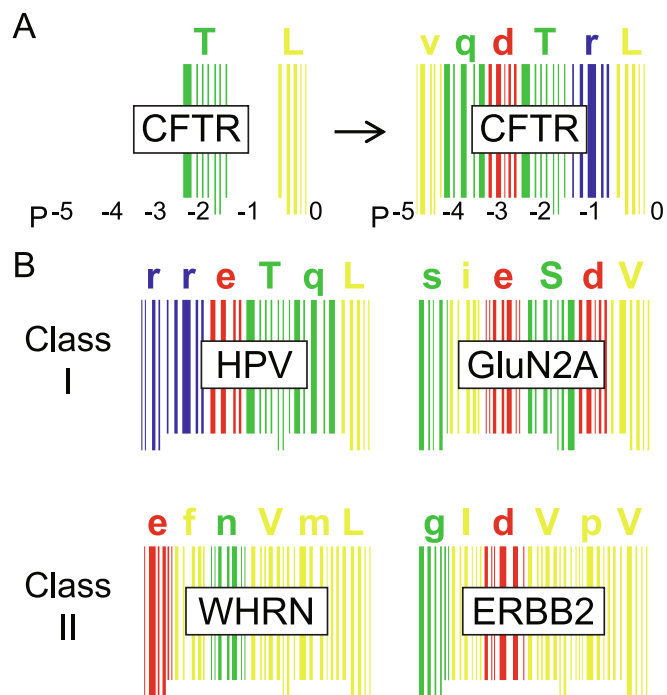 A
T L v q d T r L
CFTR → CFTR
P-5 -4 -3 -2 -1 0 P-5 -4 -3 -2 -1 0
B
r r e T q L s i e S d V
Class I
HPV GluN2A
e f n V m L g l d V p V
Class II
WHRN ERBB2